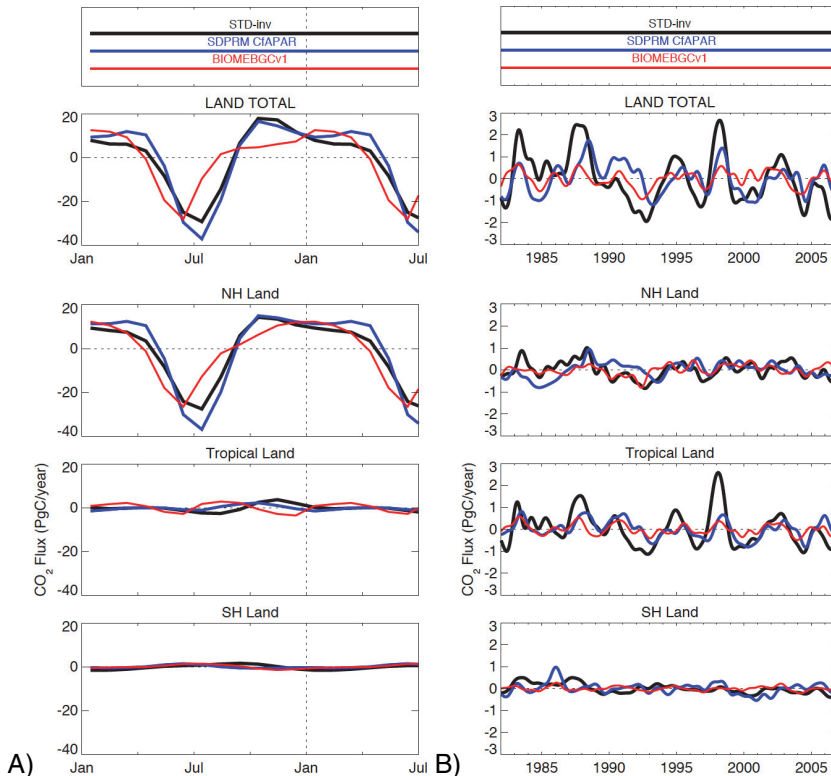 STD-inv
SDPRM CfAPAR
BIOMEBGCv1
LAND TOTAL
20
0
-20
-40
Jan Jul Jan Jul
NH Land
20
0
-20
-40
Tropical Land
20
0
-20
-40
CO2 Flux (PgC/year)
SH Land
20
0
-20
-40
Jan Jul Jan Jul
A)
STD-inv
SDPRM CfAPAR
BIOMEBGCv1
LAND TOTAL
3
2
1
0
-1
-2
-3
1985 1990 1995 2000 2005
NH Land
3
2
1
0
-1
-2
-3
Tropical Land
3
2
1
0
-1
-2
-3
CO2 Flux (PgC/year)
SH Land
3
2
1
0
-1
-2
-3
1985 1990 1995 2000 2005
B)